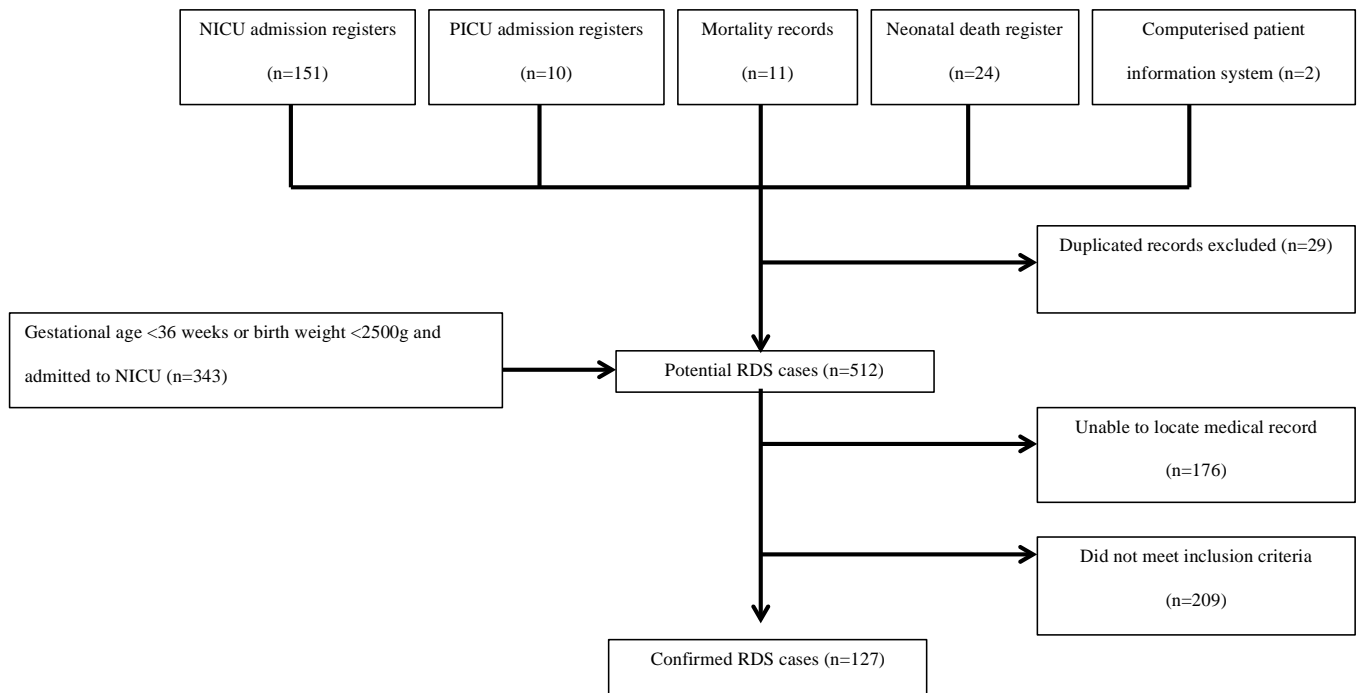 NICU admission registers
(n=151)
PICU admission registers
(n=10)
Mortality records
(n=11)
Neonatal death register
(n=24)
Computerised patient
information system (n=2)
Duplicated records excluded (n=29)
Gestational age <36 weeks or birth weight <2500g and
admitted to NICU (n=343)
Potential RDS cases (n=512)
Unable to locate medical record
(n=176)
Did not meet inclusion criteria
(n=209)
Confirmed RDS cases (n=127)